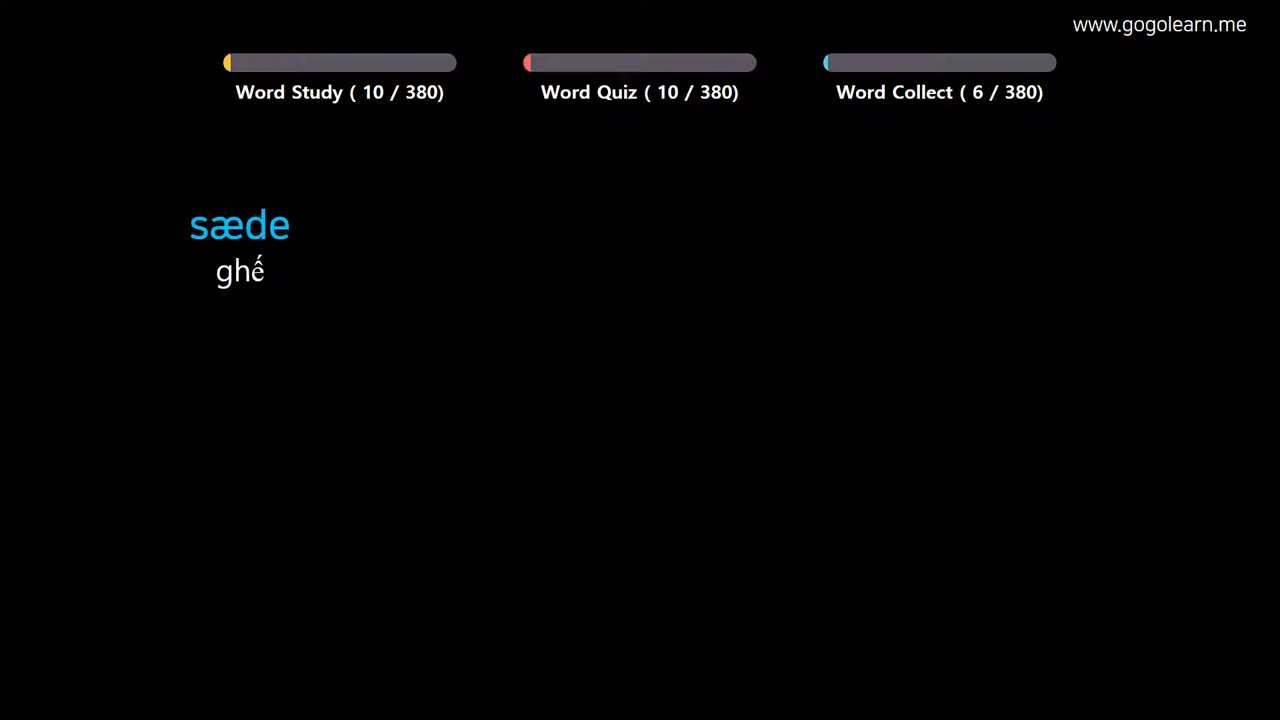 www.gogolearn.me
Word Study ( 10 / 380)
Word Quiz ( 10 / 380)
Word Collect ( 6 / 380)
sæde
ghế